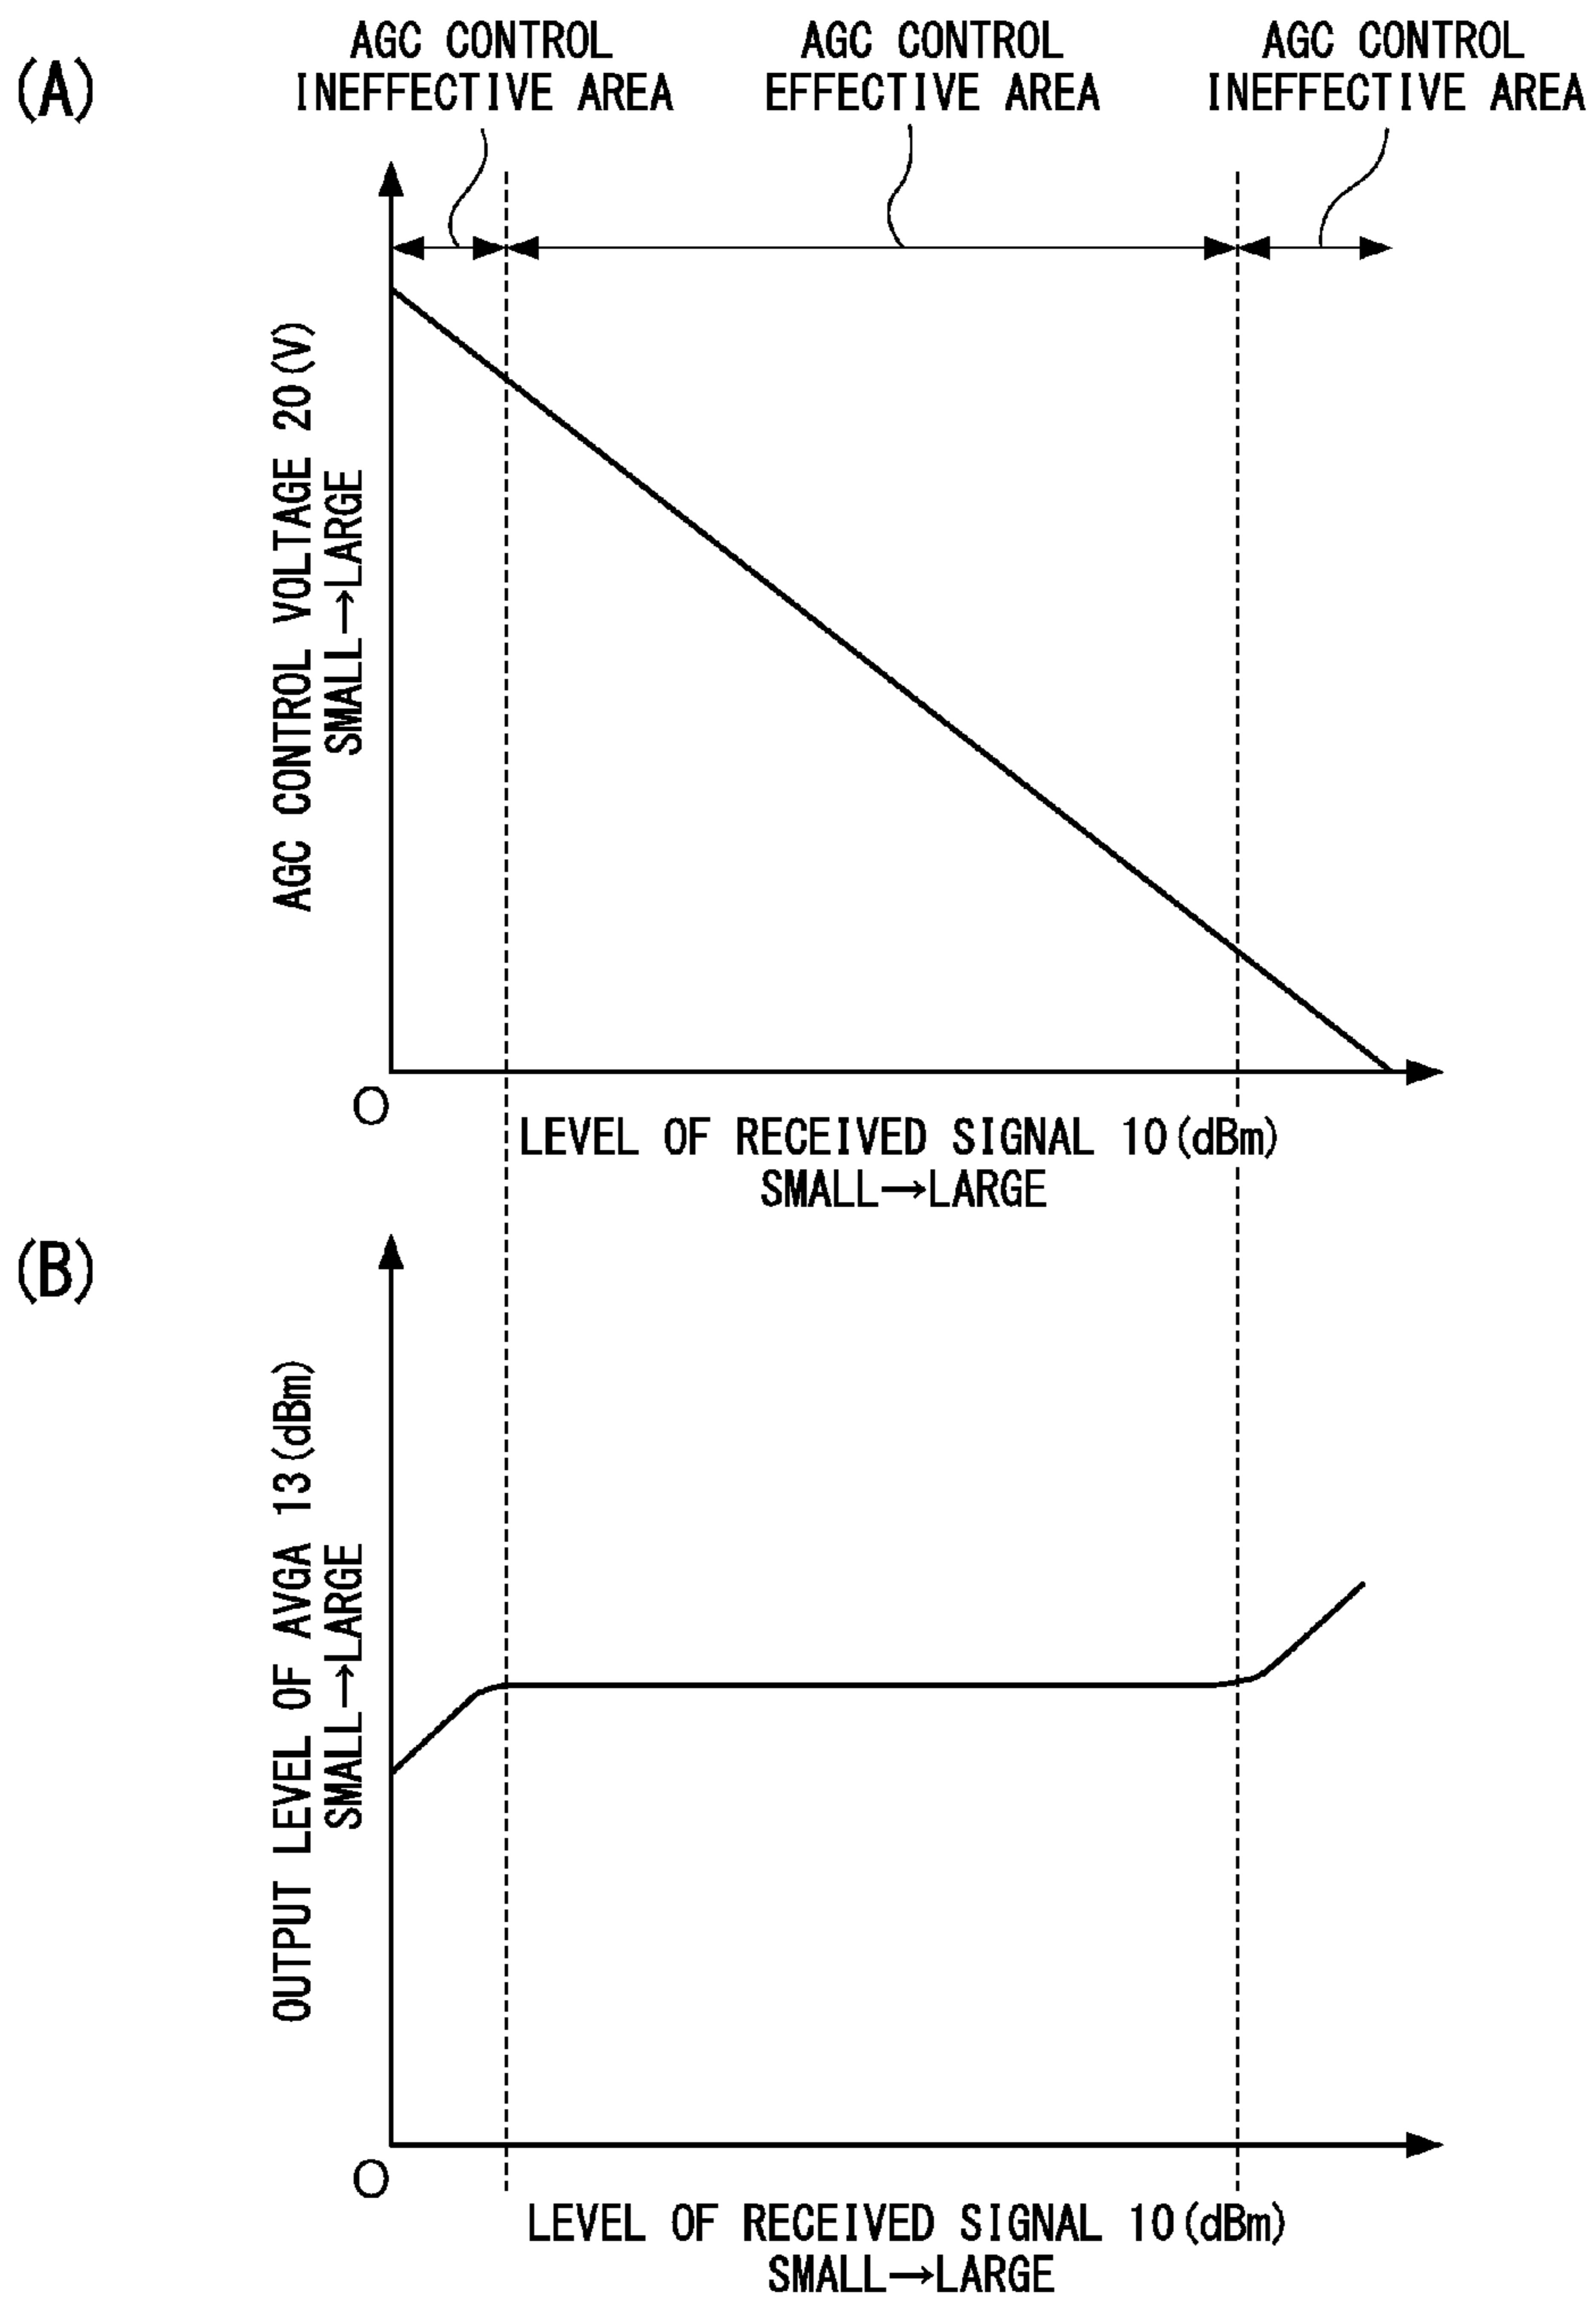 (A)
AGC CONTROL
INEFFECTIVE AREA
AGC CONTROL
EFFECTIVE AREA
AGC CONTROL
INEFFECTIVE AREA
AGC CONTROL VOLTAGE 20(V)
SMALL→LARGE
O
LEVEL OF RECEIVED SIGNAL 10(dBm)
SMALL→LARGE
(B)
OUTPUT LEVEL OF AVGA 13(dBm)
SMALL→LARGE
O
LEVEL OF RECEIVED SIGNAL 10(dBm)
SMALL→LARGE